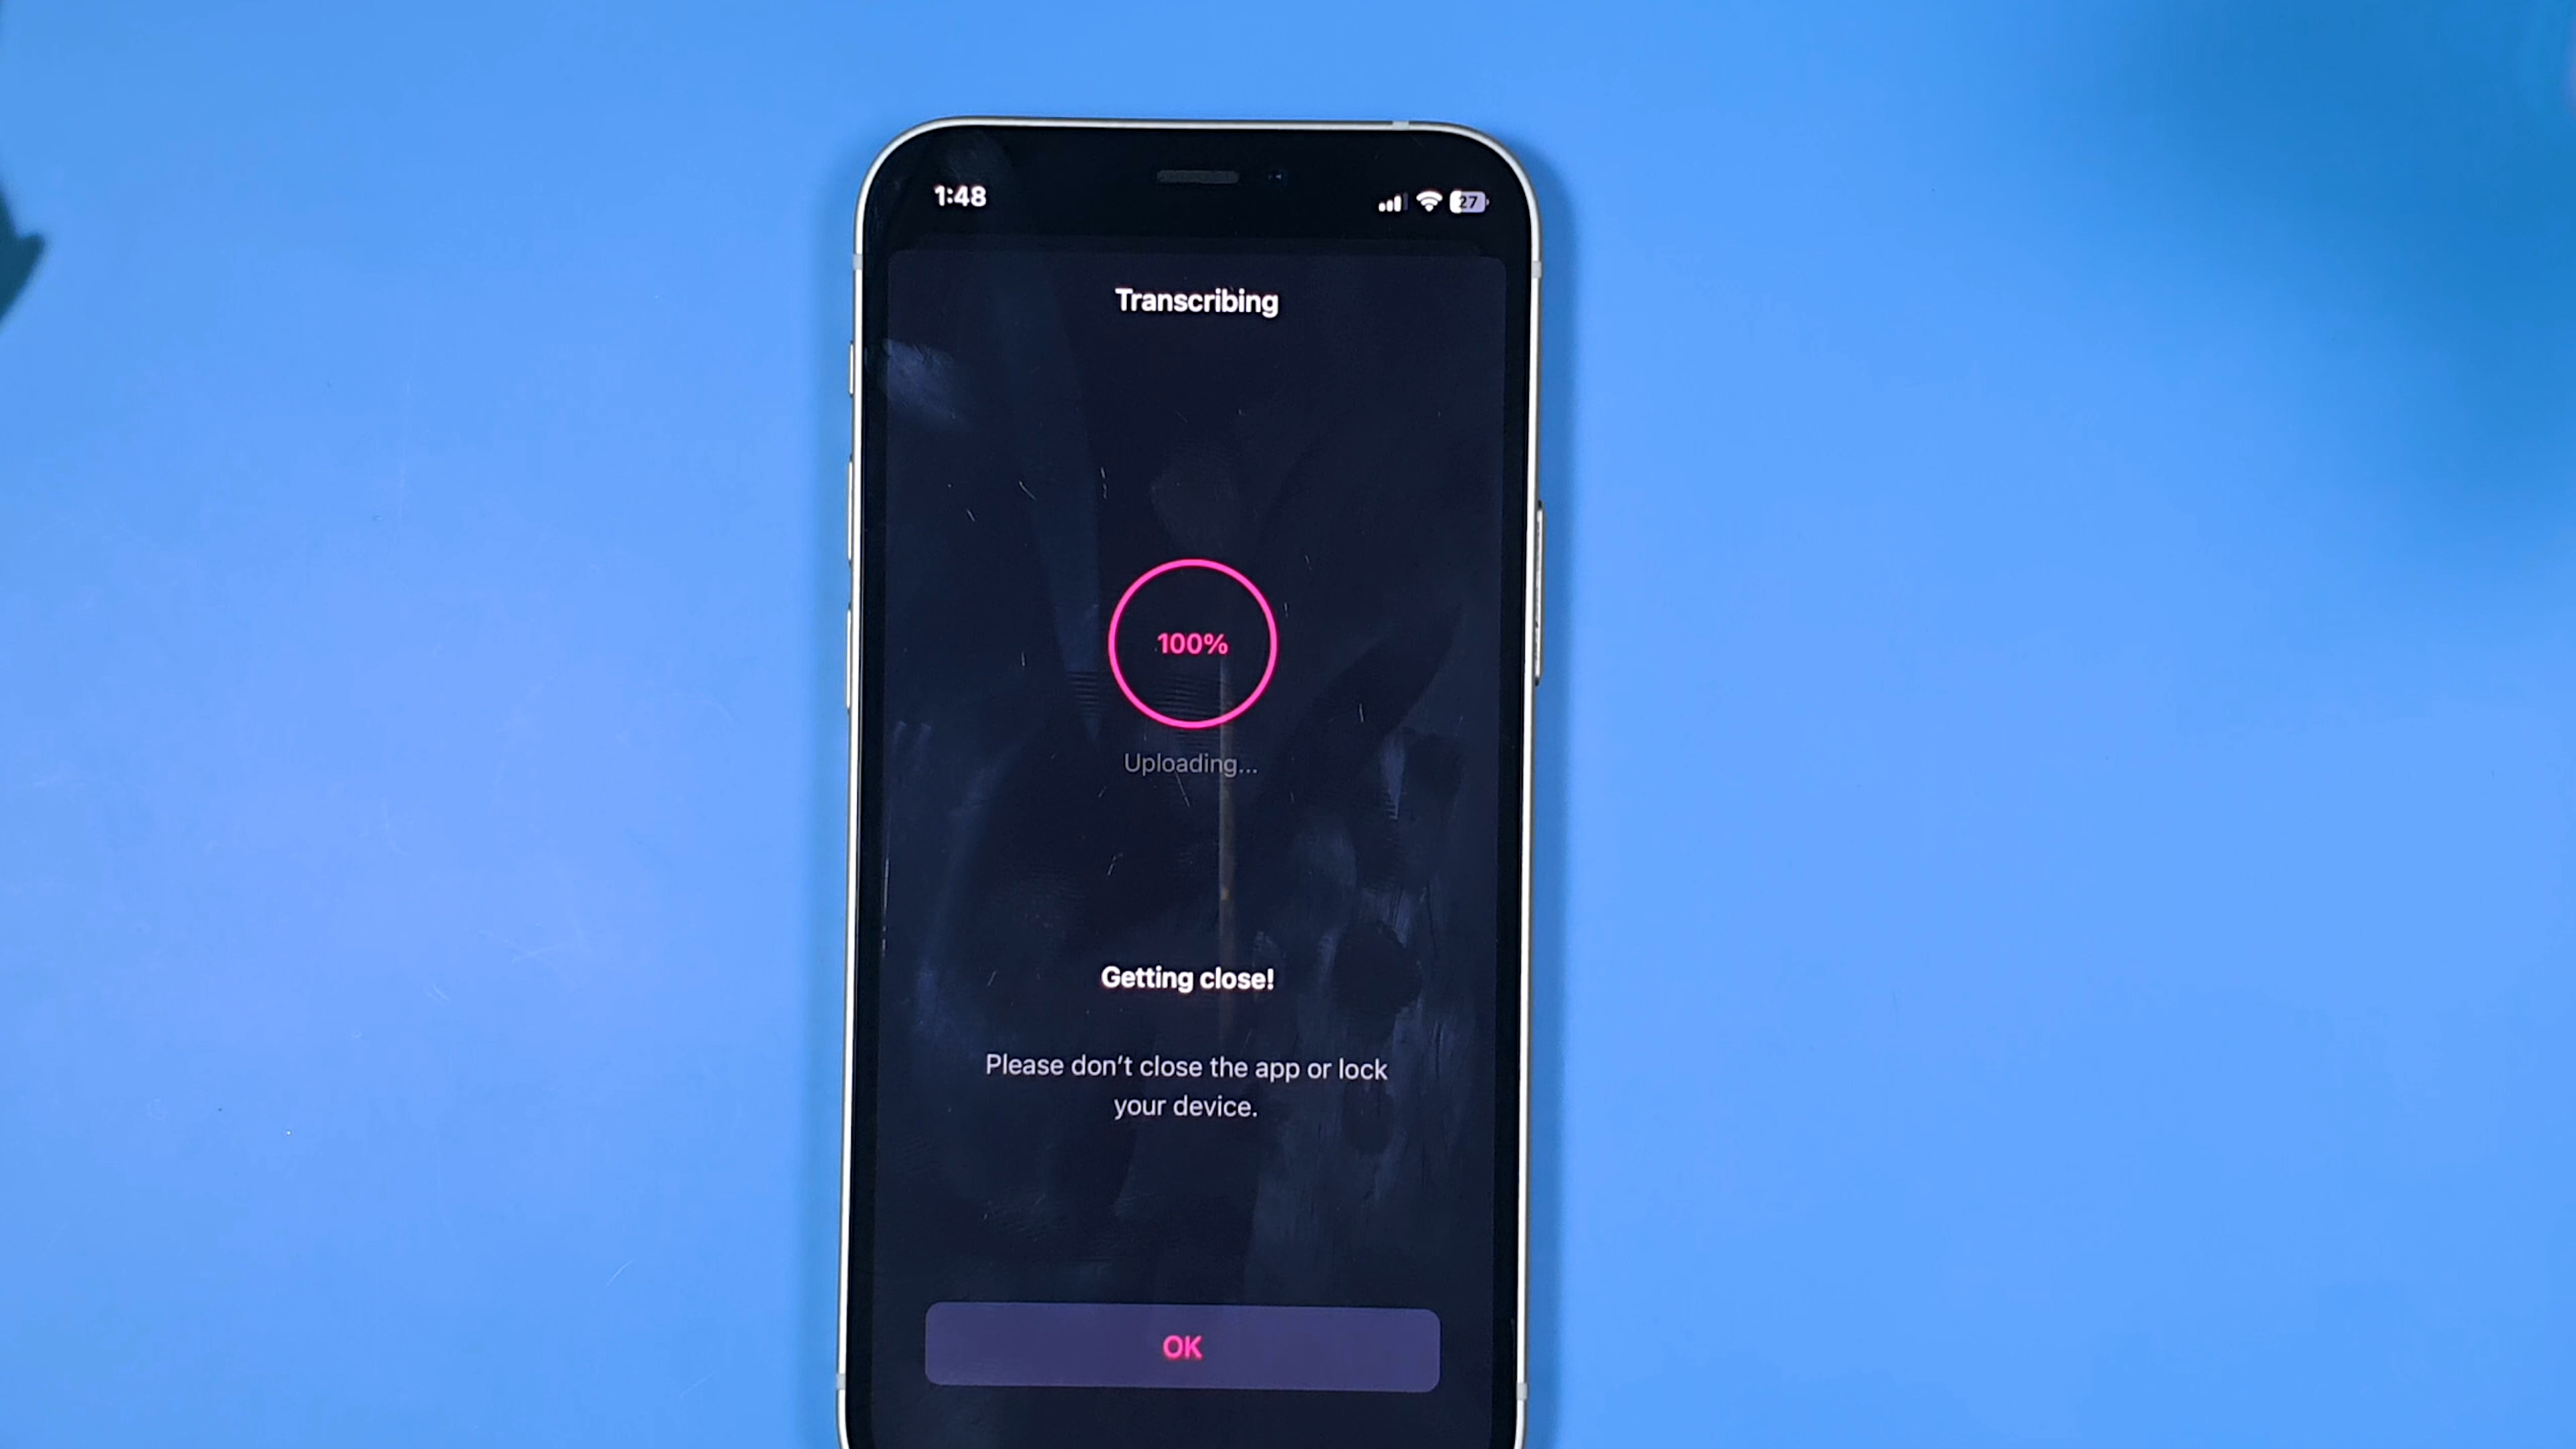 1:48
27
Transcribing
100%
Uploading...
Getting close!
Please don't close the app or lock
your device.
OK